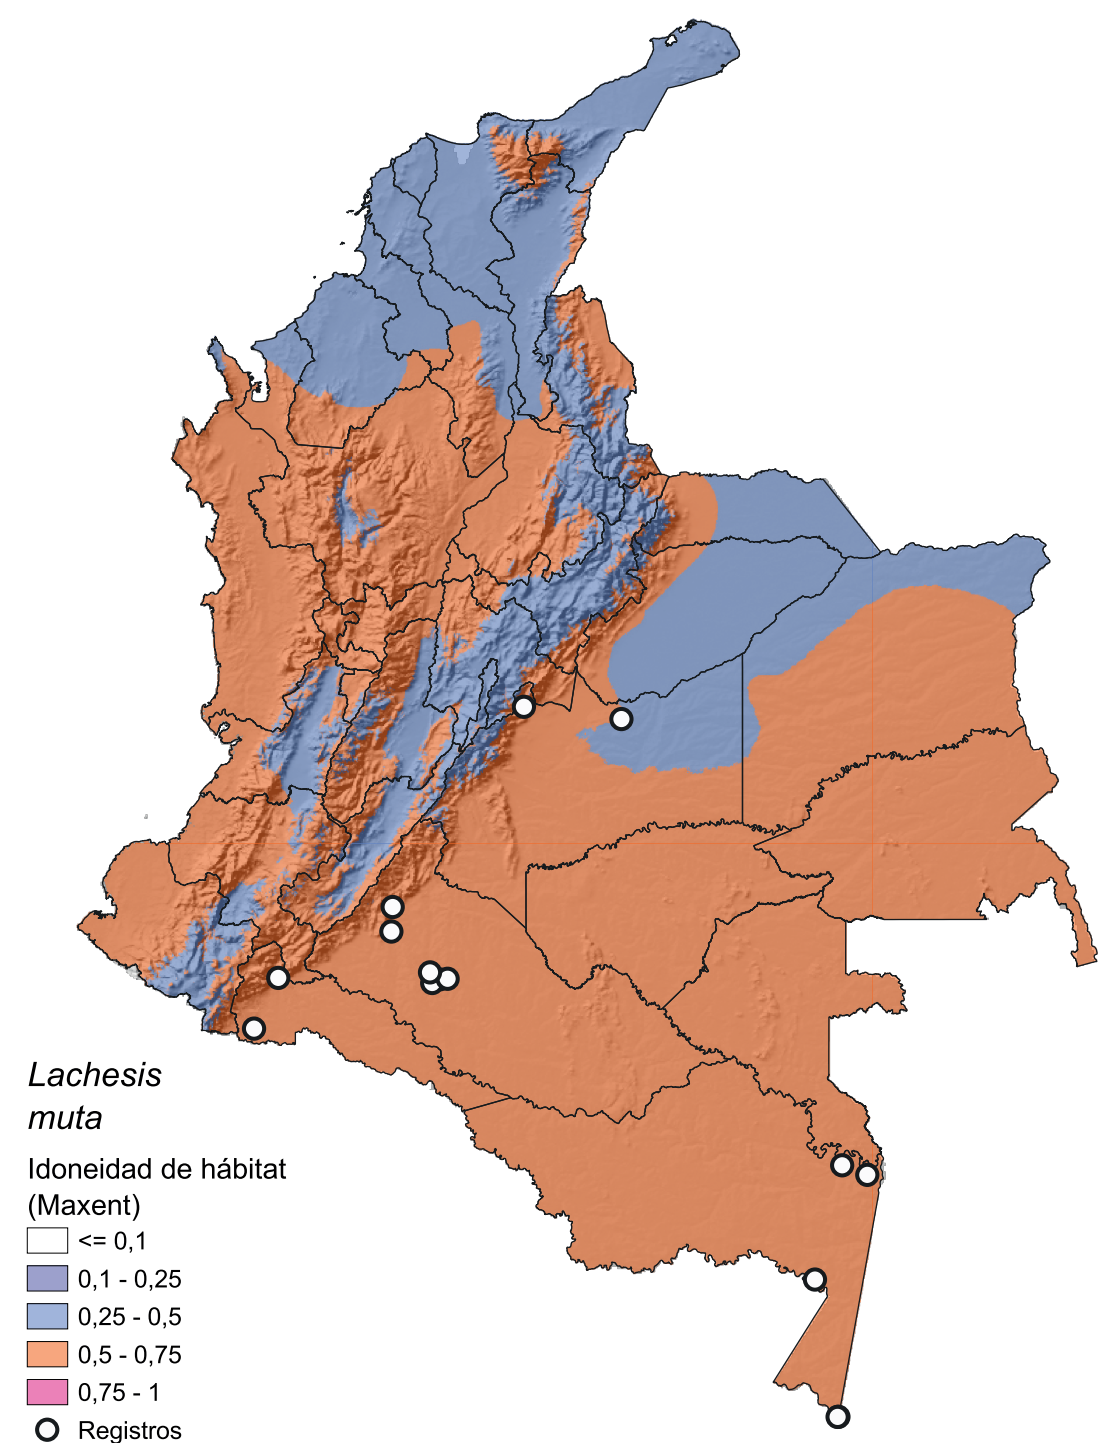 Lachesis
muta
Idoneidad de hábitat
(Maxent)
<= 0,1
0,1 - 0,25
0,25 - 0,5
0,5 - 0,75
0,75 - 1
Registros